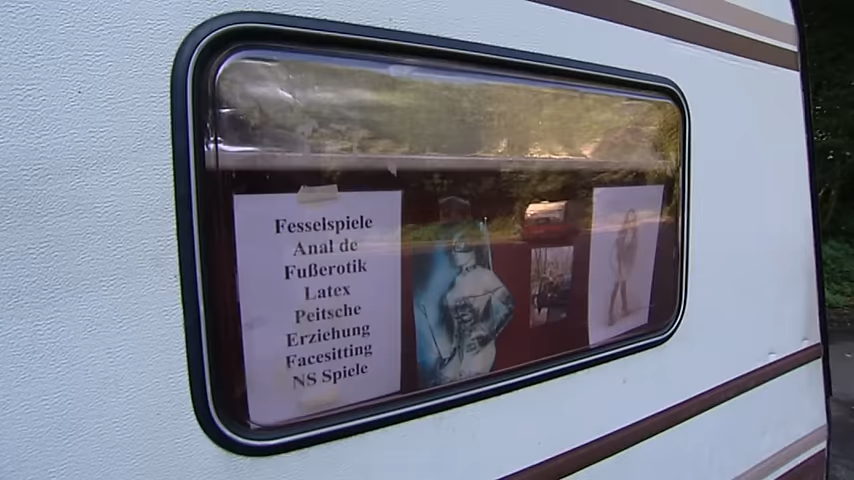 Fesselspiele
Anal de
Fußerotik
Latex
Peitsche
Erziehung
Facesitting
NS Spiele